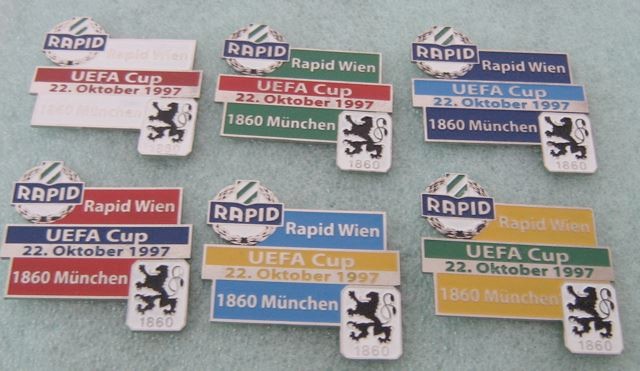 RAPID
Rapid Wien
UEFA Cup
22. Oktober 1997
1860 München
1860
RAPID
Rapid Wien
UEFA Cup
22. Oktober 1997
1860 München
1860
RAPID
Rapid Wien
UEFA Cup
22. Oktober 1997
1860 München
1860
RAPID
Rapid Wien
UEFA Cup
22. Oktober 1997
1860 München
1860
RAPID
Rapid Wien
UEFA Cup
22. Oktober 1997
1860 München
1860
RAPID
Rapid Wien
UEFA Cup
22. Oktober 1997
1860 München
1860